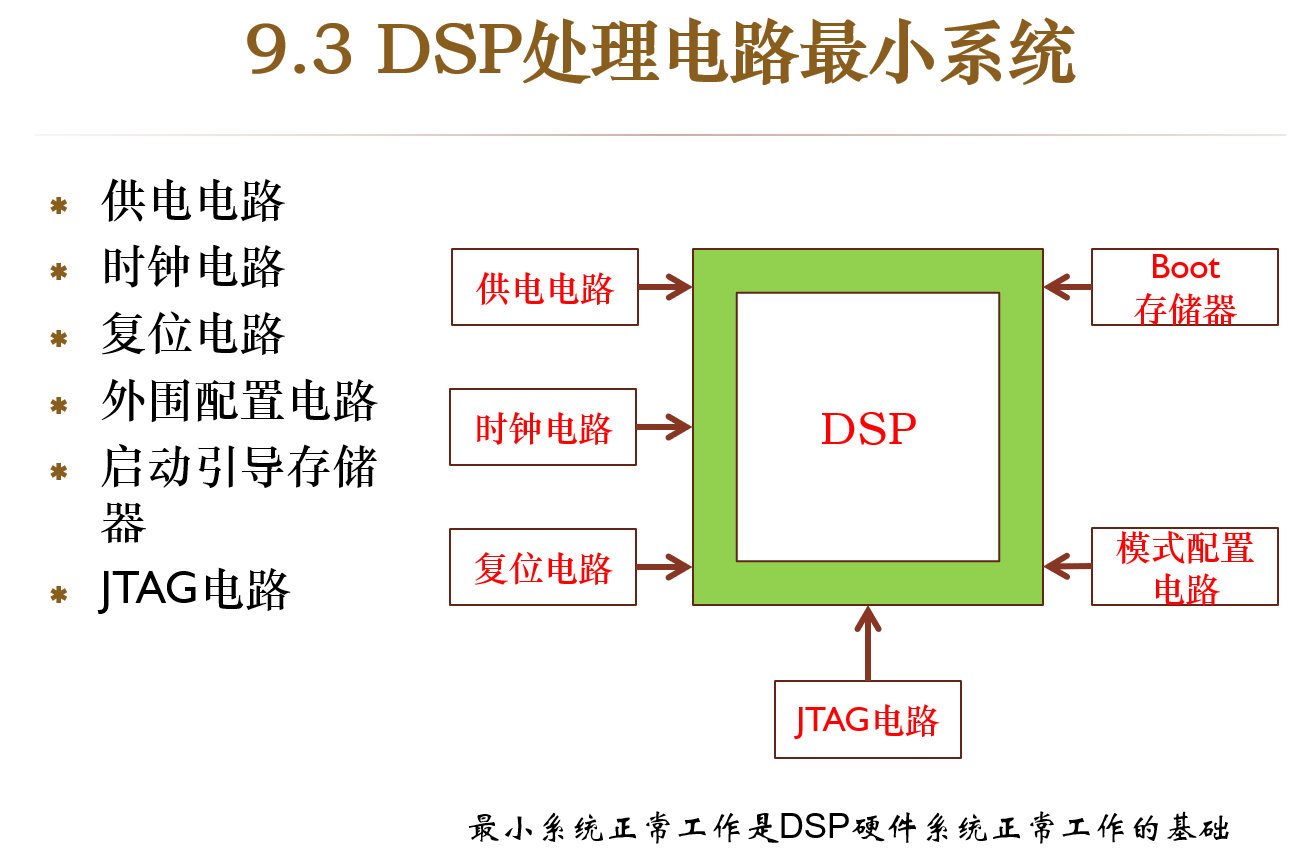 9.3 DSP处理电路最小系统
供电电路
时钟电路
复位电路
外围配置电路
启动引导存储
器
JTAG电路
供电电路
时钟电路
复位电路
DSP
Boot
存储器
模式配置
电路
JTAG电路
最小系统正常工作是DSP硬件系统正常工作的基础